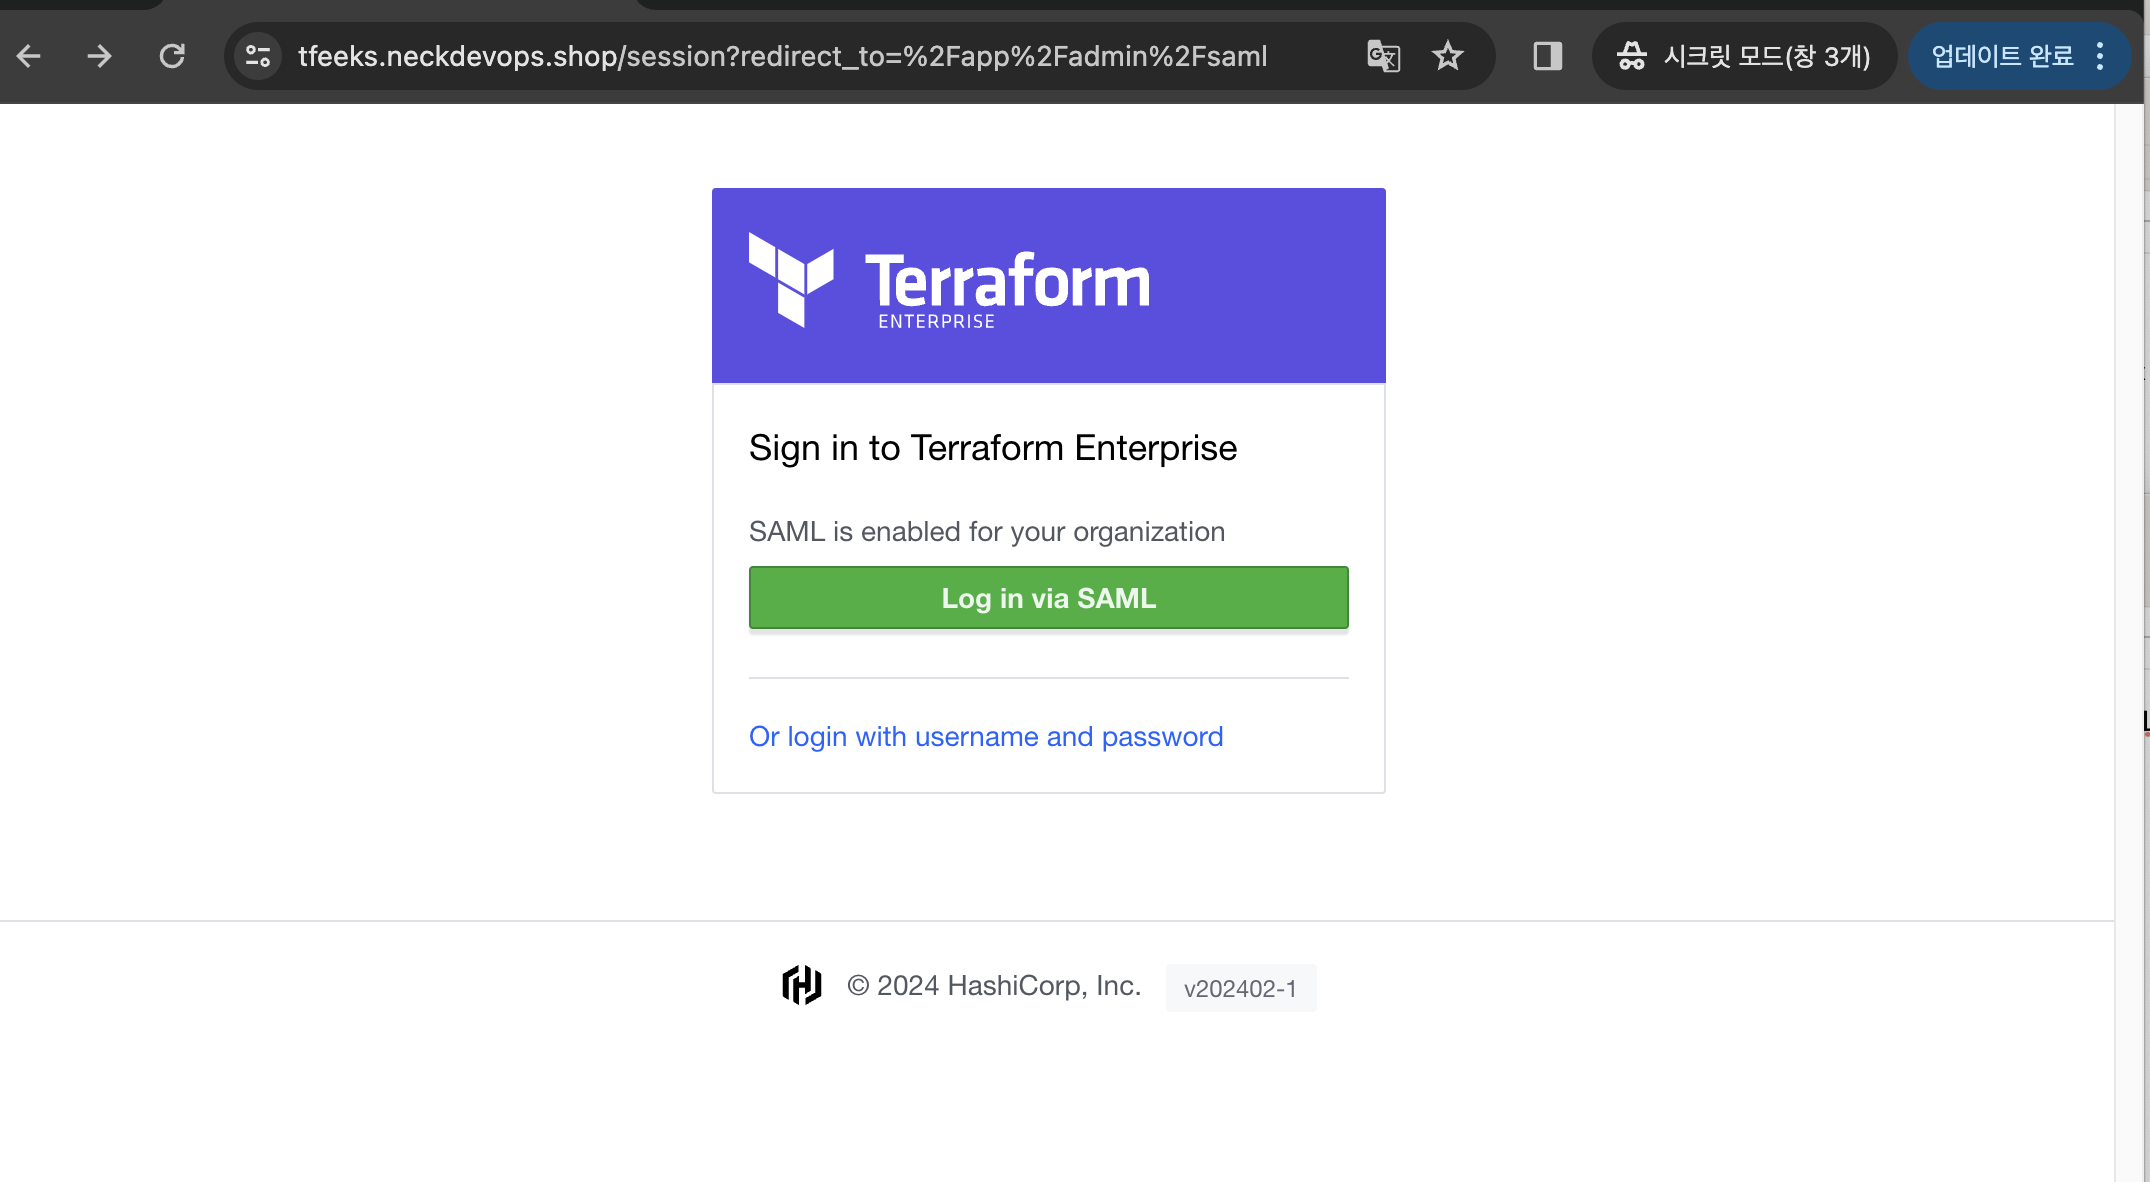 tfeeks.neckdevops.shop/session?redirect_to=%2Fapp%2Fadmin%2Fsaml
시크릿 모드(창 3개)
업데이트 완료
Terraform
ENTERPRISE
Sign in to Terraform Enterprise
SAML is enabled for your organization
Log in via SAML
Or login with username and password
© 2024 HashiCorp, Inc.
v202402-1